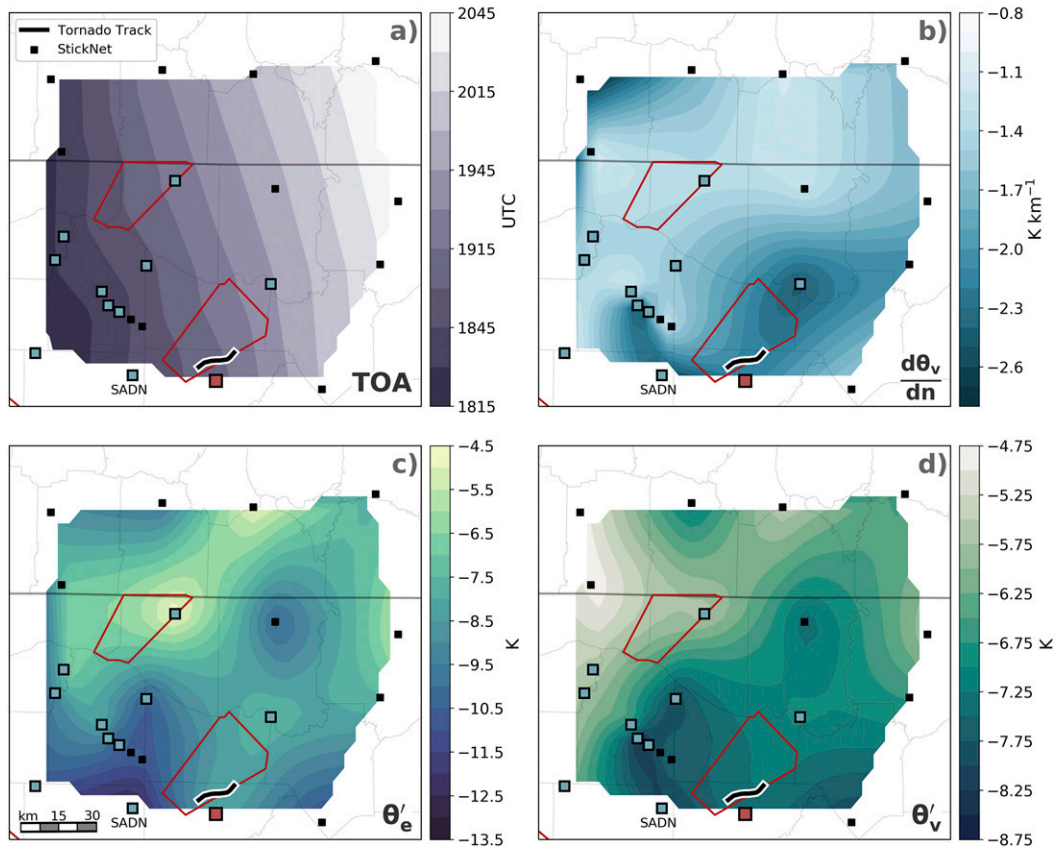 Tornado Track
StickNet
a)
SADN
TOA
2045
2015
1945
1915
1845
1815
UTC
b)
dθv
dn
−0.8
−1.1
−1.4
−1.7
−2.0
−2.3
−2.6
K km⁻¹
c)
km 15 30
SADN
θ′e
−4.5
−5.5
−6.5
−7.5
−8.5
−9.5
−10.5
−11.5
−12.5
−13.5
K
d)
SADN
θ′v
−4.75
−5.25
−5.75
−6.25
−6.75
−7.25
−7.75
−8.25
−8.75
K